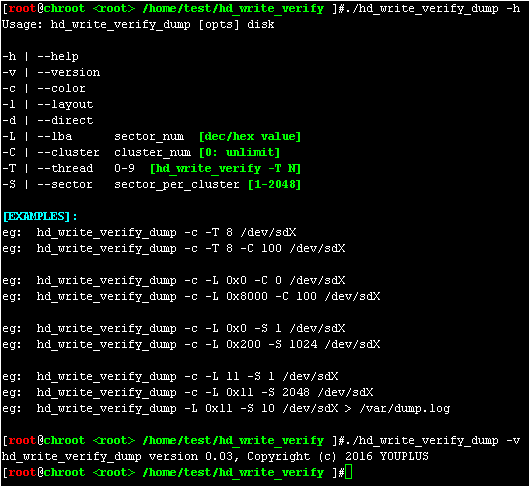 [root@chroot <root> /home/test/hd_write_verify ]#./hd_write_verify_dump -h
Usage: hd_write_verify_dump [opts] disk
-h | --help
-v | --version
-c | --color
-l | --layout
-d | --direct
-L | --lba sector_num [dec/hex value]
-C | --cluster cluster_num [0: unlimit]
-T | --thread 0-9 [hd_write_verify -T N]
-S | --sector sector_per_cluster [1-2048]
[EXAMPLES]:
eg: hd_write_verify_dump -c -T 8 /dev/sdX
eg: hd_write_verify_dump -c -T 8 -C 100 /dev/sdX
eg: hd_write_verify_dump -c -L 0x0 -C 0 /dev/sdX
eg: hd_write_verify_dump -c -L 0x8000 -C 100 /dev/sdX
eg: hd_write_verify_dump -c -L 0x0 -S 1 /dev/sdX
eg: hd_write_verify_dump -c -L 0x200 -S 1024 /dev/sdX
eg: hd_write_verify_dump -c -L 11 -S 1 /dev/sdX
eg: hd_write_verify_dump -c -L 0x11 -S 2048 /dev/sdX
eg: hd_write_verify_dump -L 0x11 -S 10 /dev/sdX > /var/dump.log
[root@chroot <root> /home/test/hd_write_verify ]#./hd_write_verify_dump -v
hd_write_verify_dump version 0.03, Copyright (c) 2016 YOUPLUS
[root@chroot <root> /home/test/hd_write_verify ]#